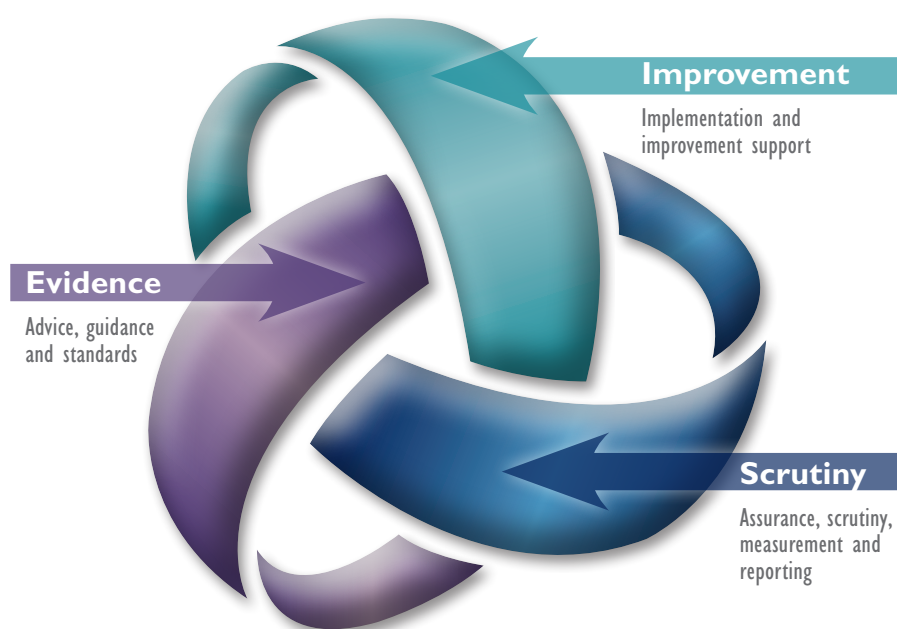 Improvement
Implementation and
improvement support
Evidence
Advice, guidance
and standards
Scrutiny
Assurance, scrutiny,
measurement and
reporting